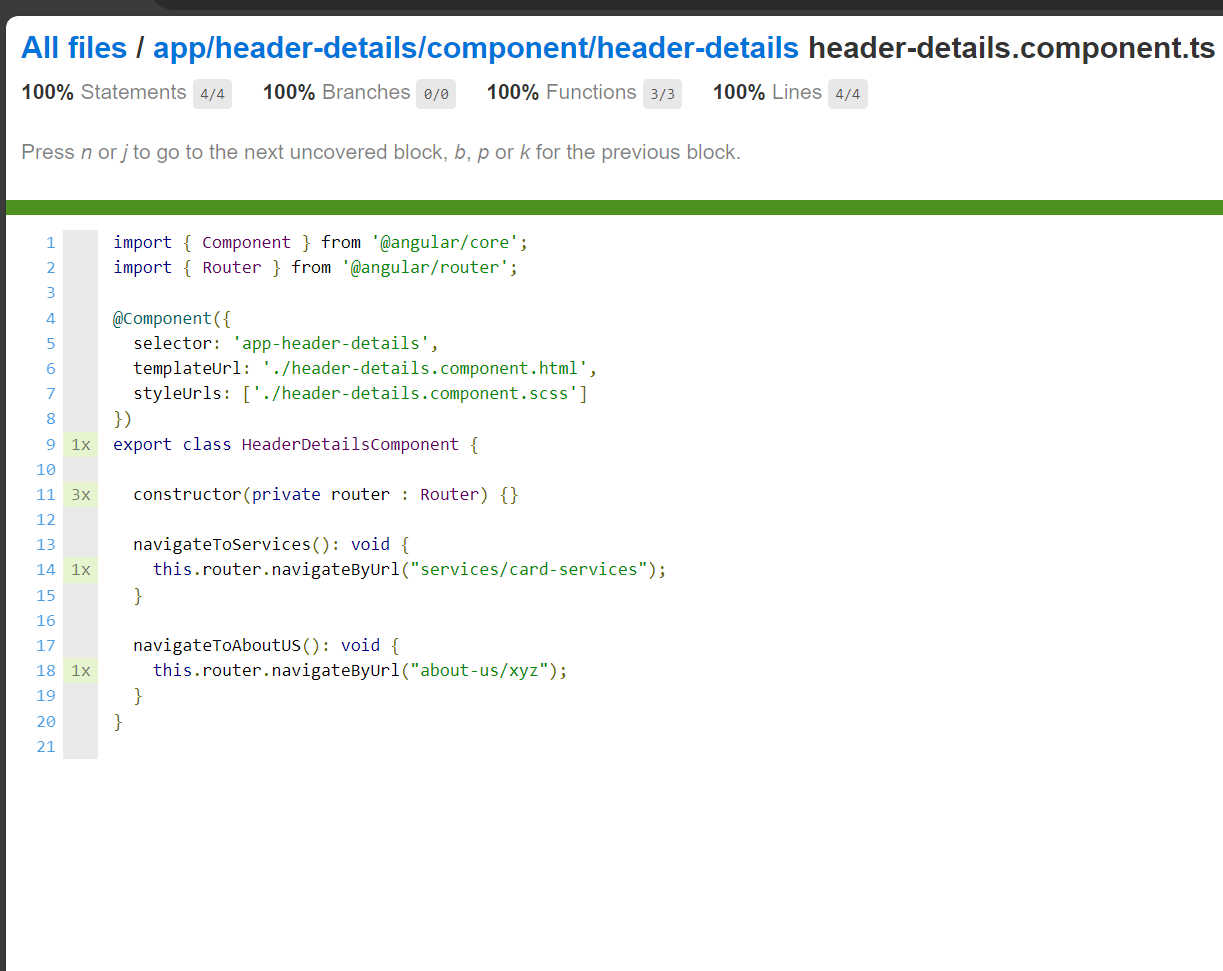 All files / app/header-details/component/header-details header-details.component.ts
100% Statements 4/4 100% Branches 0/0 100% Functions 3/3 100% Lines 4/4
Press n or j to go to the next uncovered block, b, p or k for the previous block.
1 import { Component } from '@angular/core';
2 import { Router } from '@angular/router';
3
4 @Component({
5 selector: 'app-header-details',
6 templateUrl: './header-details.component.html',
7 styleUrls: ['./header-details.component.scss']
8 })
9 1x export class HeaderDetailsComponent {
10
11 3x constructor(private router : Router) {}
12
13 navigateToServices(): void {
14 1x this.router.navigateByUrl("services/card-services");
15 }
16
17 navigateToAboutUS(): void {
18 1x this.router.navigateByUrl("about-us/xyz");
19 }
20 }
21